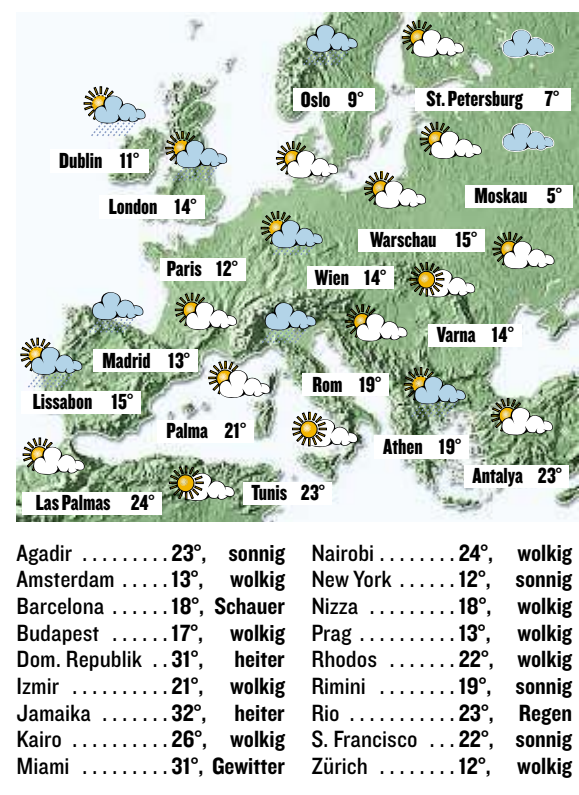 Oslo 9°
St. Petersburg 7°
Dublin 11°
London 14°
Moskau 5°
Warschau 15°
Paris 12°
Wien 14°
Varna 14°
Madrid 13°
Rom 19°
Lissabon 15°
Palma 21°
Athen 19°
Antalya 23°
Las Palmas 24°
Tunis 23°
Agadir ......... 23°, sonnig
Amsterdam ..... 13°, wolkig
Barcelona ...... 18°, Schauer
Budapest ...... 17°, wolkig
Dom. Republik .. 31°, heiter
Izmir .......... 21°, wolkig
Jamaika ........ 32°, heiter
Kairo .......... 26°, wolkig
Miami ......... 31°, Gewitter
Nairobi ........ 24°, wolkig
New York ...... 12°, sonnig
Nizza ......... 18°, wolkig
Prag .......... 13°, wolkig
Rhodos ....... 22°, wolkig
Rimini ........ 19°, sonnig
Rio ........... 23°, Regen
S. Francisco ... 22°, sonnig
Zürich ......... 12°, wolkig